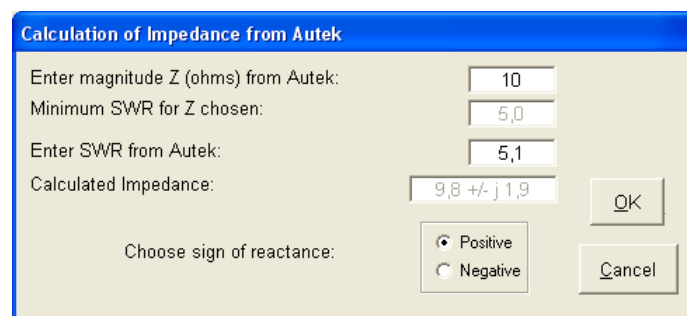 Calculation of Impedance from Autek
Enter magnitude Z (ohms) from Autek: 10
Minimum SWR for Z chosen: 5,0
Enter SWR from Autek: 5,1
Calculated Impedance: 9,8 +/- j 1,9
OK
Choose sign of reactance:
Positive
Negative
Cancel